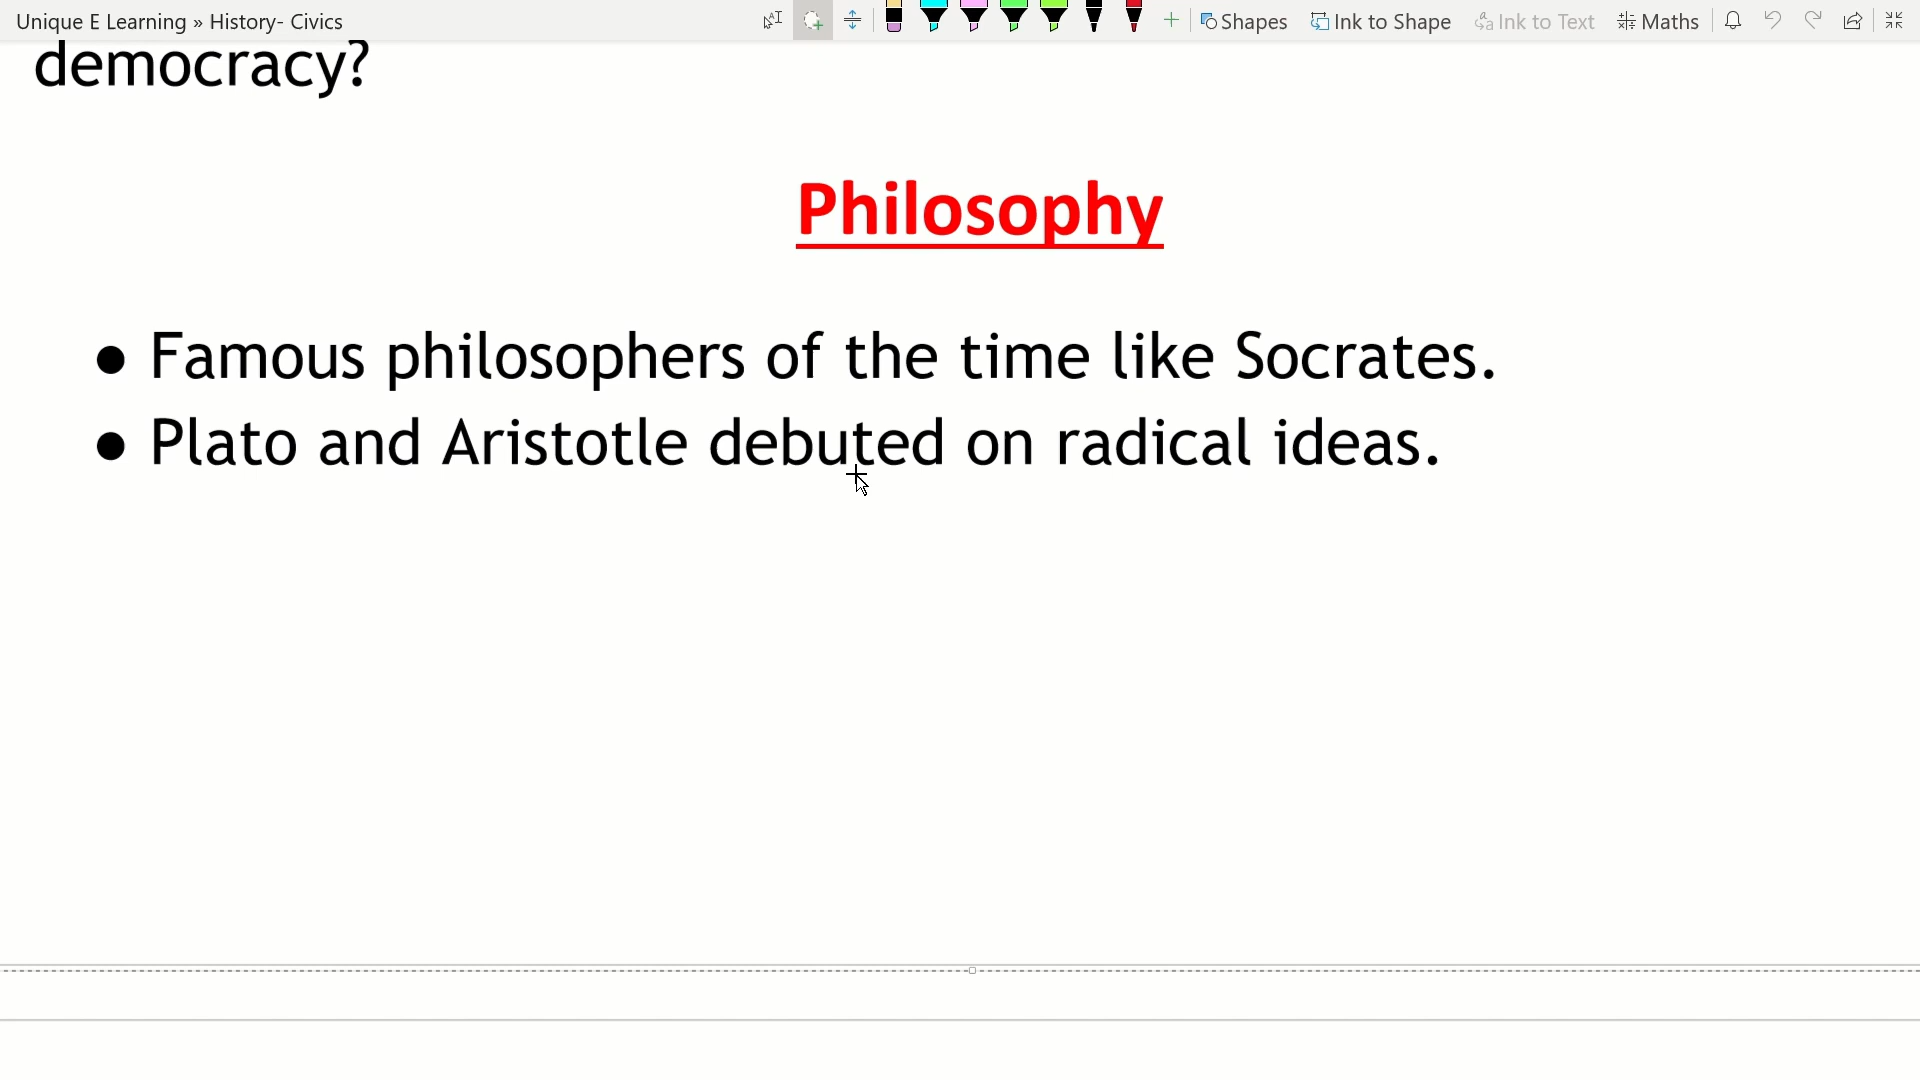 Unique E Learning » History- Civics
Shapes
Ink to Shape
Ink to Text
Maths
democracy?
Philosophy
● Famous philosophers of the time like Socrates.
● Plato and Aristotle debuted on radical ideas.